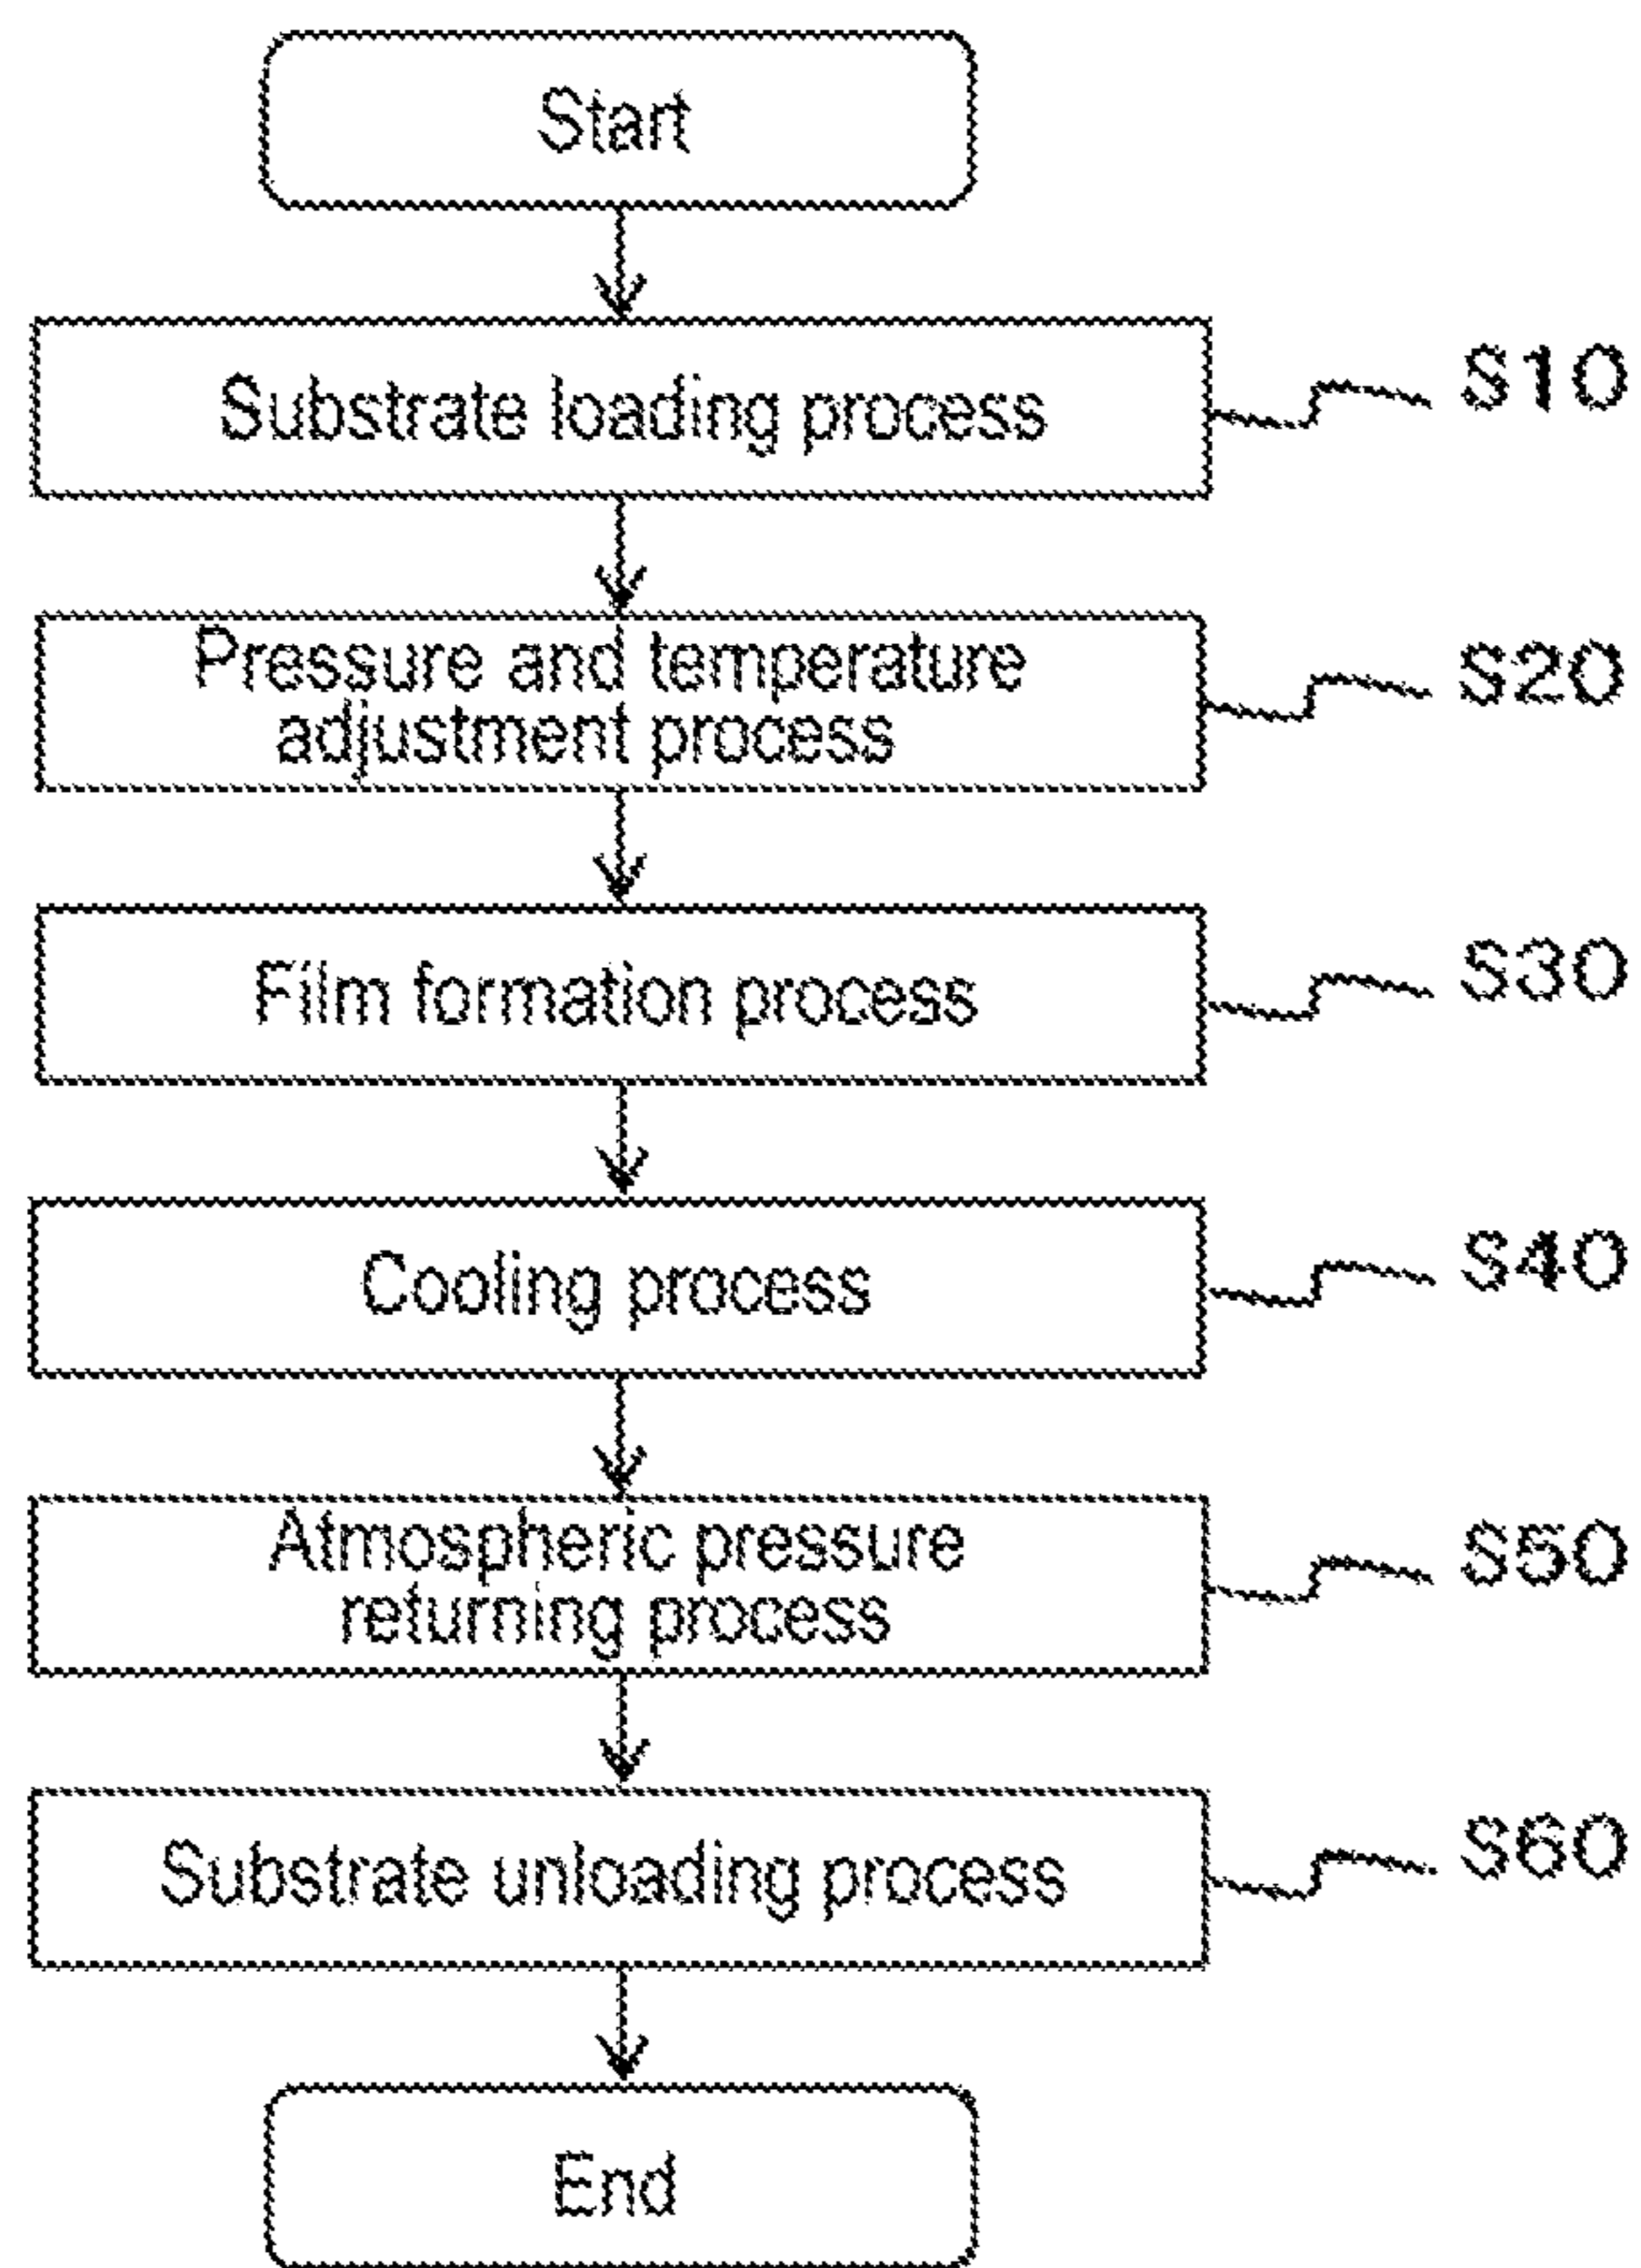 Start
Substrate loading process
S10
Pressure and temperature
adjustment process
S20
Film formation process
S30
Cooling process
S40
Atmospheric pressure
returning process
S50
Substrate unloading process
S60
End